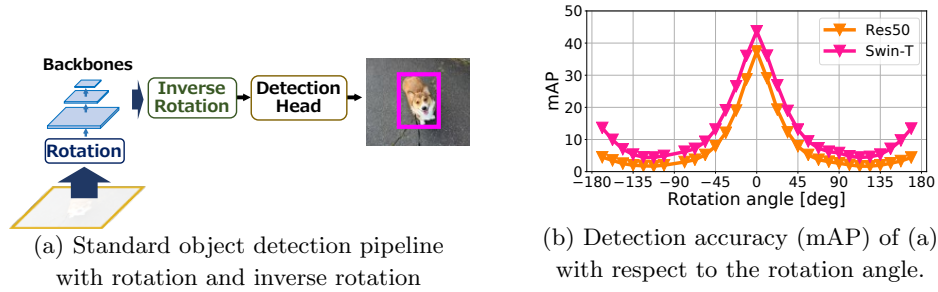 Backbones
Inverse
Rotation
Detection
Head
Rotation
(a) Standard object detection pipeline
with rotation and inverse rotation
50
40
30
20
10
0
mAP
Res50
Swin-T
−180 −135 −90 −45 0 45 90 135 180
Rotation angle [deg]
(b) Detection accuracy (mAP) of (a)
with respect to the rotation angle.